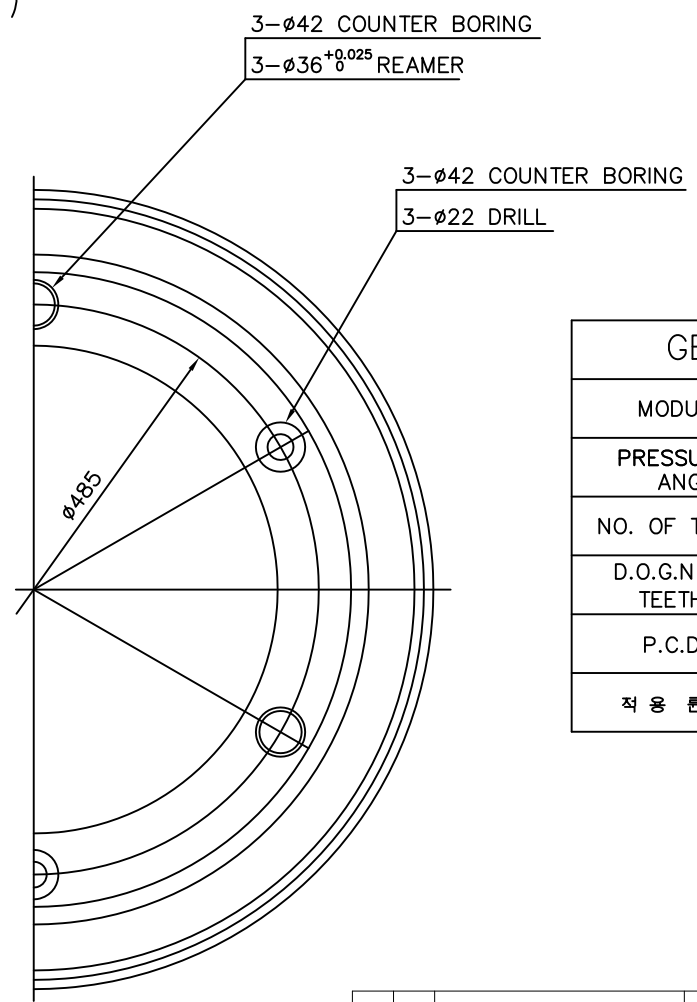 3-ø42 COUNTER BORING
3-ø36 +0.025 0 REAMER
3-ø42 COUNTER BORING
3-ø22 DRILL
ø485
MODU
PRESSU
ANG
NO. OF T
D.O.G.N
TEETH
P.C.D
적 용